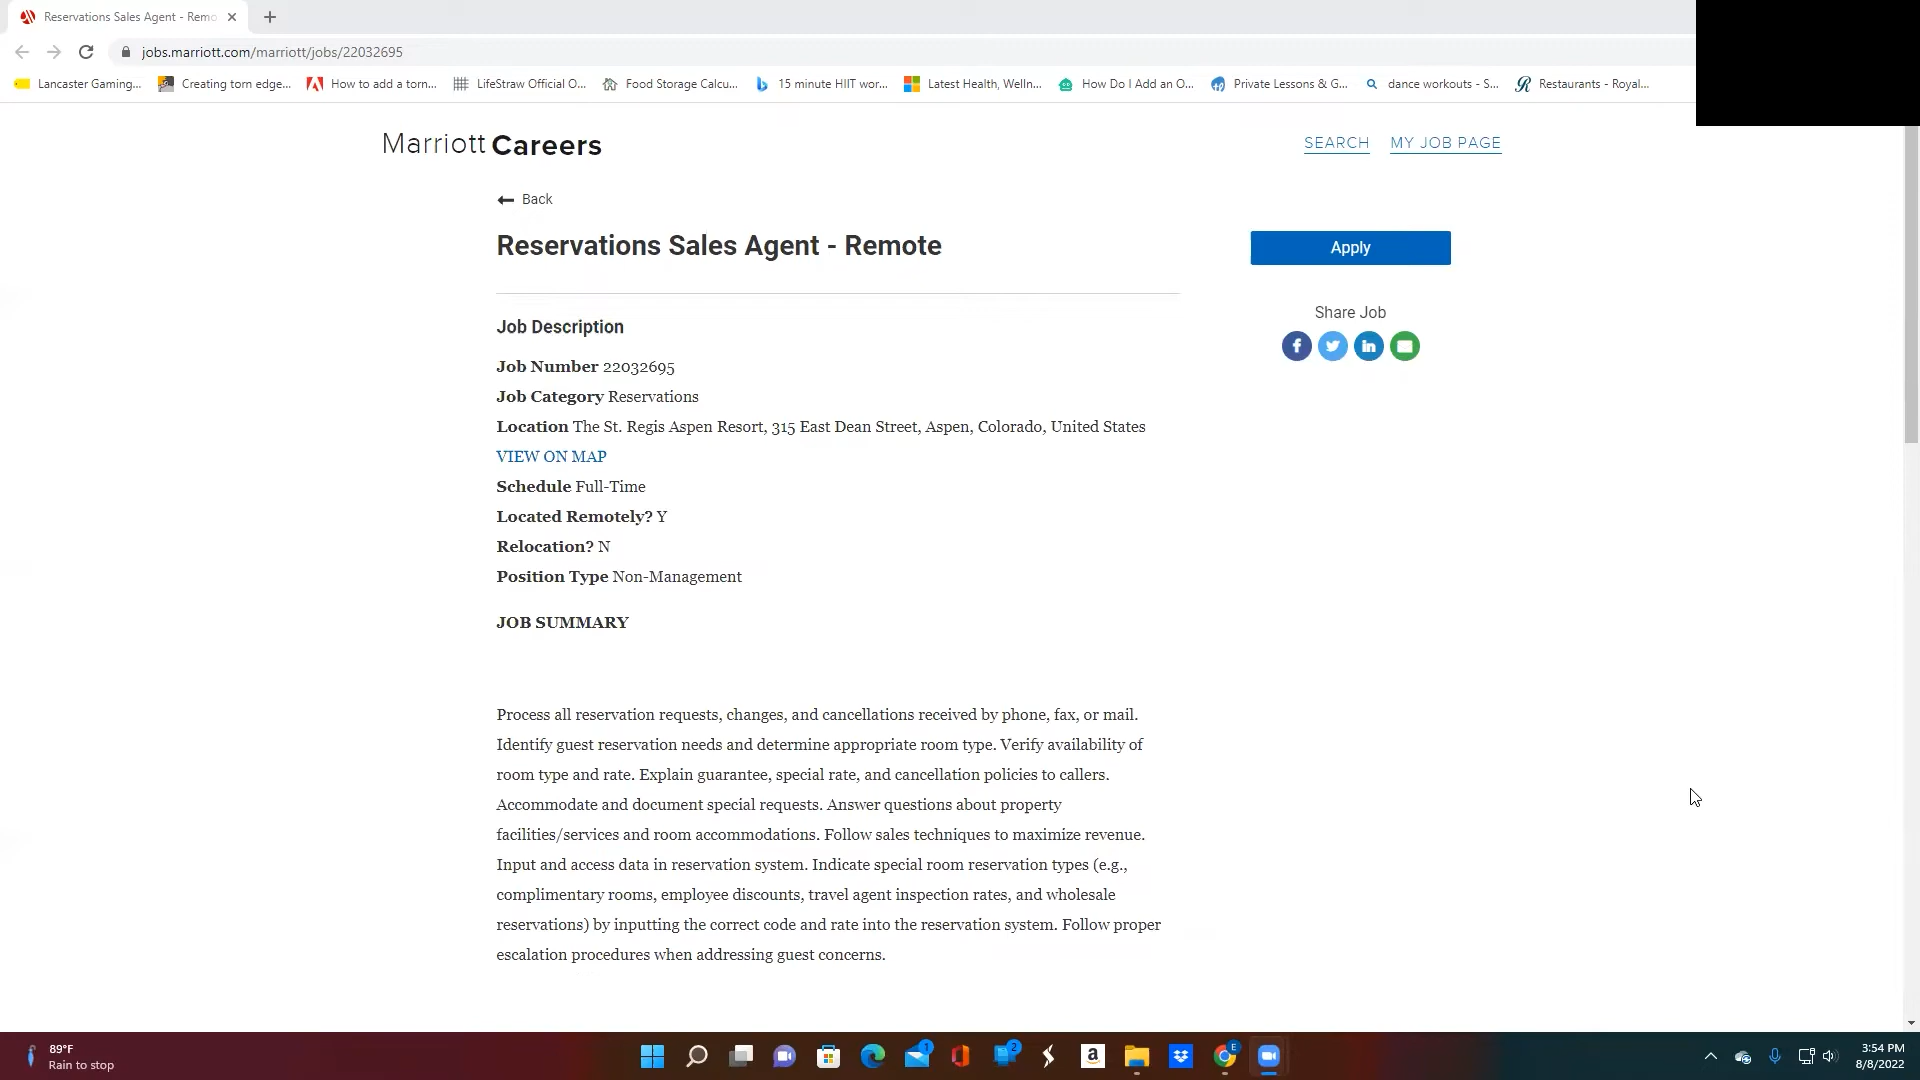 Reservations Sales Agent - Remo
jobs.marriott.com/marriott/jobs/22032695
Lancaster Gaming... Creating torn edge... How to add a torn... LifeStraw Official O... Food Storage Calcu... 15 minute HIIT wor... Latest Health, Welln... How Do I Add an O... Private Lessons & G... dance workouts - S... Restaurants - Royal...
Marriott Careers
SEARCH MY JOB PAGE
Back
Reservations Sales Agent - Remote
Apply
Share Job
Job Description
Job Number 22032695
Job Category Reservations
Location The St. Regis Aspen Resort, 315 East Dean Street, Aspen, Colorado, United States
VIEW ON MAP
Schedule Full-Time
Located Remotely? Y
Relocation? N
Position Type Non-Management
JOB SUMMARY
Process all reservation requests, changes, and cancellations received by phone, fax, or mail.
Identify guest reservation needs and determine appropriate room type. Verify availability of
room type and rate. Explain guarantee, special rate, and cancellation policies to callers.
Accommodate and document special requests. Answer questions about property
facilities/services and room accommodations. Follow sales techniques to maximize revenue.
Input and access data in reservation system. Indicate special room reservation types (e.g.,
complimentary rooms, employee discounts, travel agent inspection rates, and wholesale
reservations) by inputting the correct code and rate into the reservation system. Follow proper
escalation procedures when addressing guest concerns.
89°F
Rain to stop
1
2
E
3:54 PM
8/8/2022